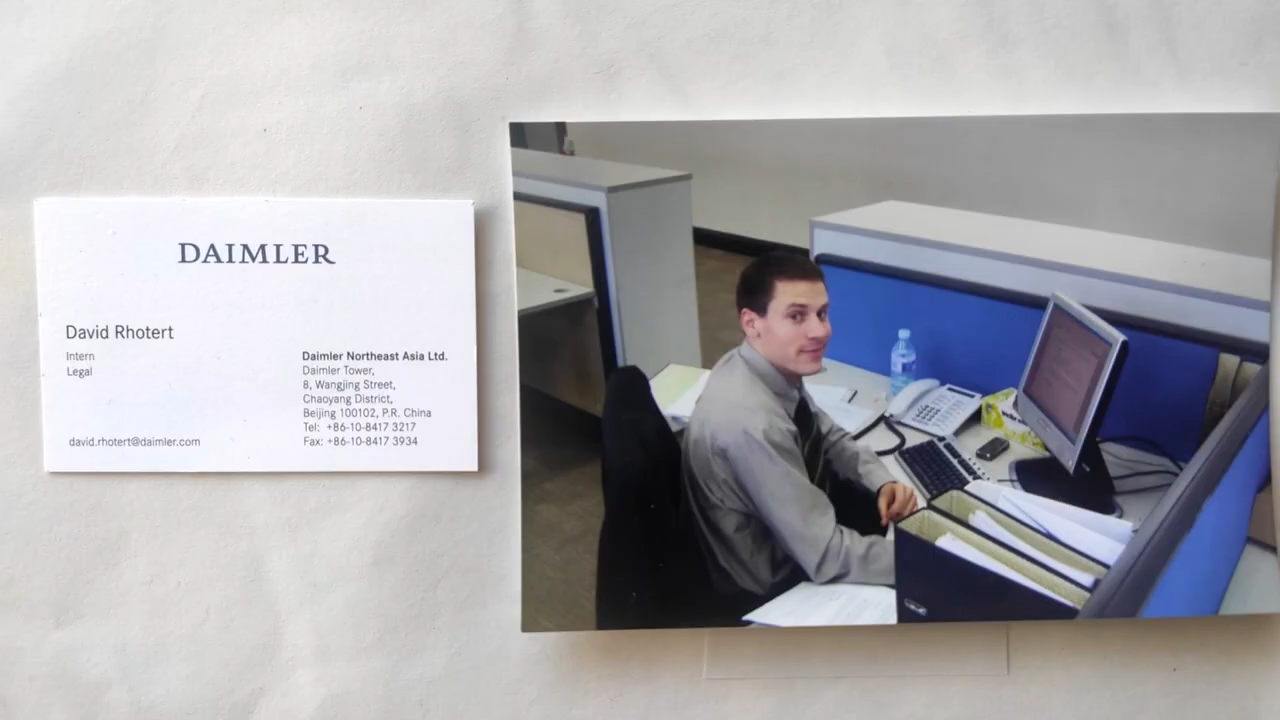 DAIMLER
David Rhotert
Intern
Legal
david.rhotert@daimler.com
Daimler Northeast Asia Ltd.
Daimler Tower,
8, Wangjing Street,
Chaoyang District,
Beijing 100102, P.R. China
Tel: +86-10-8417 3217
Fax: +86-10-8417 3934